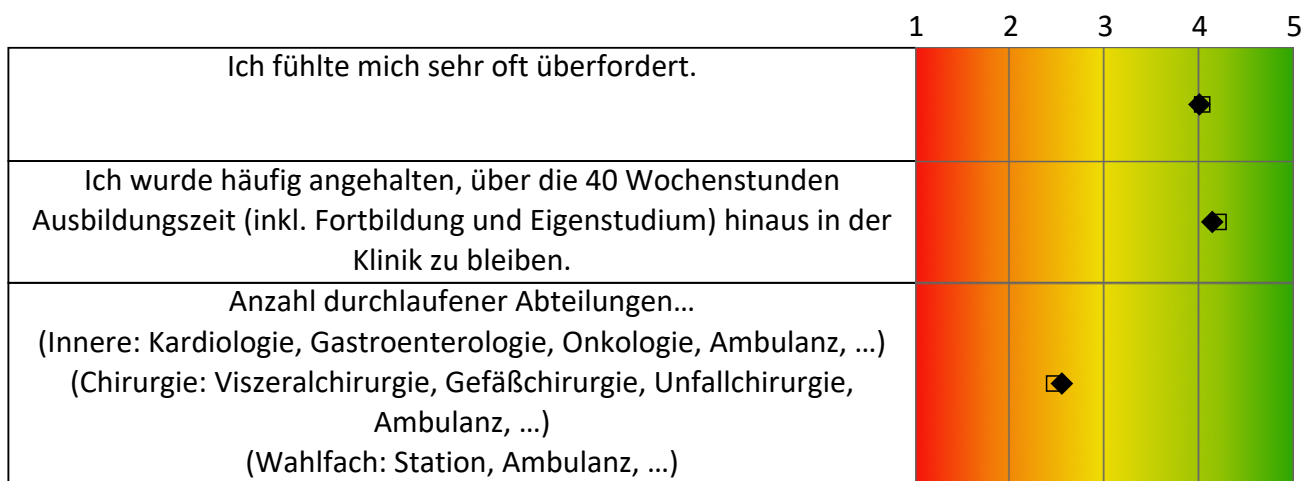 1 2 3 4 5
Ich fühlte mich sehr oft überfordert.
Ich wurde häufig angehalten, über die 40 Wochenstunden
Ausbildungszeit (inkl. Fortbildung und Eigenstudium) hinaus in der
Klinik zu bleiben.
Anzahl durchlaufener Abteilungen…
(Innere: Kardiologie, Gastroenterologie, Onkologie, Ambulanz, …)
(Chirurgie: Viszeralchirurgie, Gefäßchirurgie, Unfallchirurgie,
Ambulanz, …)
(Wahlfach: Station, Ambulanz, …)